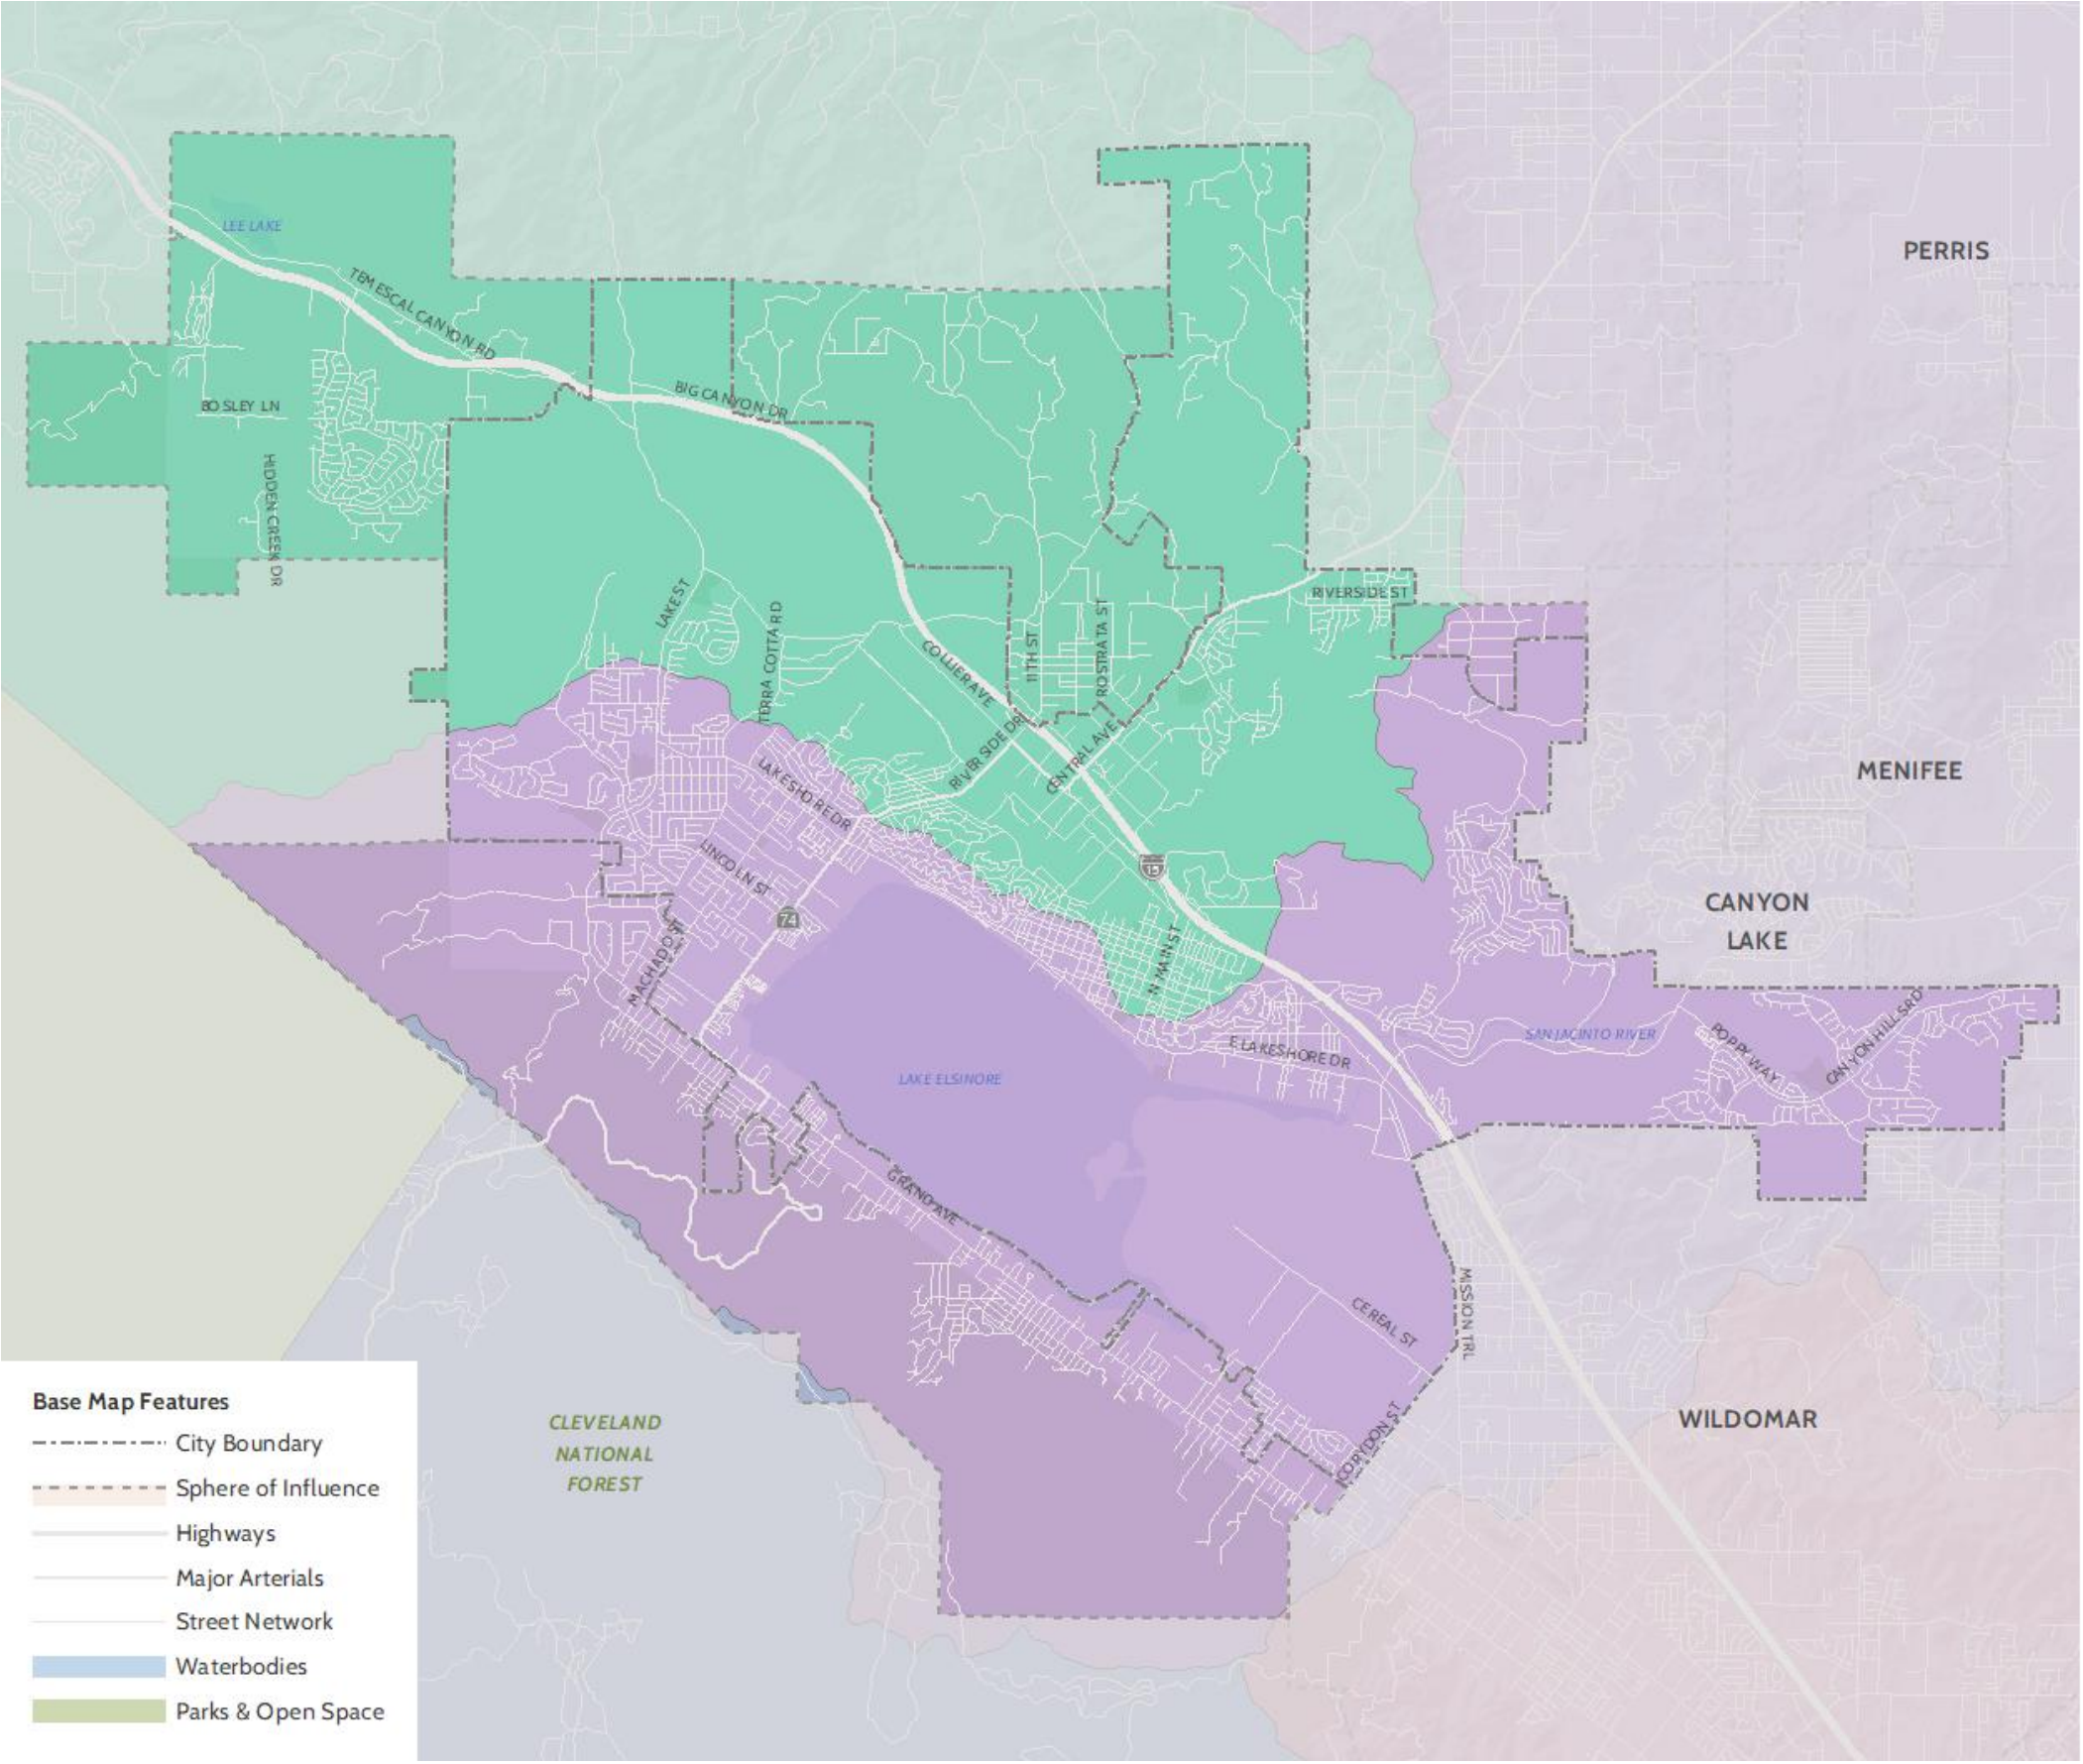 LEE LAKE
TEMESCAL CANYON RD
PERRIS
BIG CANYON DR
BOSLEY LN
HIDDEN CREEK DR
LAKE ST
TERRA COTTA RD
COLLIER AVE
11TH ST
ROSTRATA ST
RIVERSIDE ST
RIVERSIDE DR
CENTRAL AVE
LAKESHORE DR
MENIFEE
LINCOLN ST
15
74
CANYON
LAKE
MACHADO ST
N MAIN ST
E LAKESHORE DR
SAN JACINTO RIVER
POPPY WAY
CANYON HILLS RD
LAKE ELSINORE
GRAND AVE
CEREAL ST
MISSION TRL
CORYDON ST
WILDOMAR
CLEVELAND
NATIONAL
FOREST
Base Map Features
City Boundary
Sphere of Influence
Highways
Major Arterials
Street Network
Waterbodies
Parks & Open Space